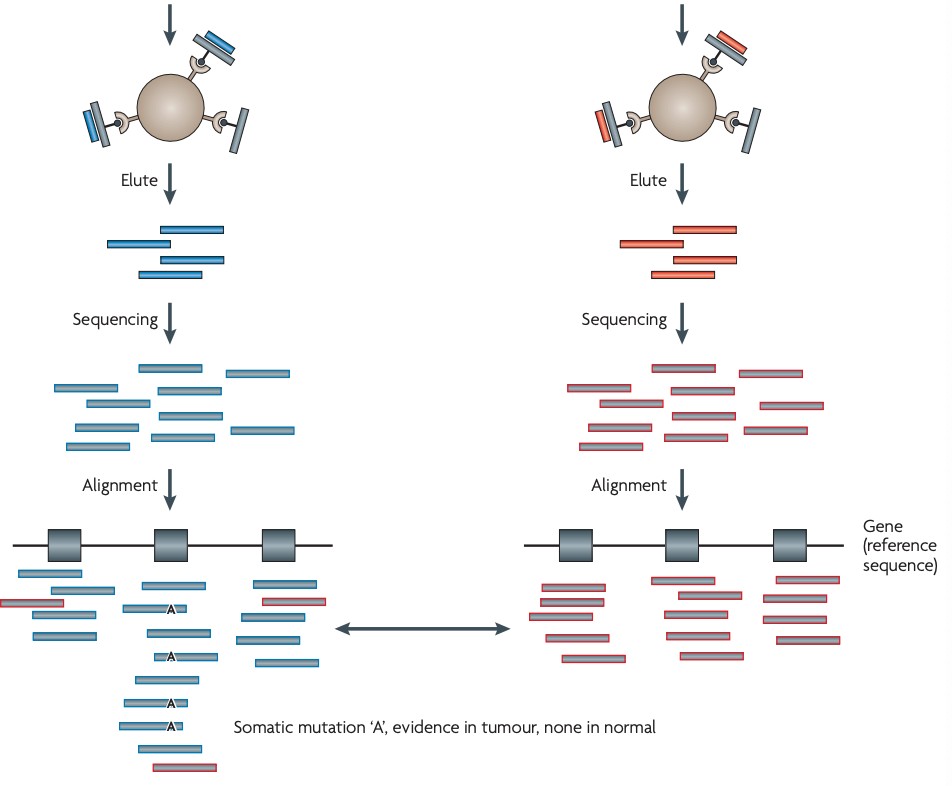 Elute
Elute
Sequencing
Sequencing
Alignment
Alignment
Gene
(reference
sequence)
A
A
A
A
Somatic mutation ‘A’, evidence in tumour, none in normal